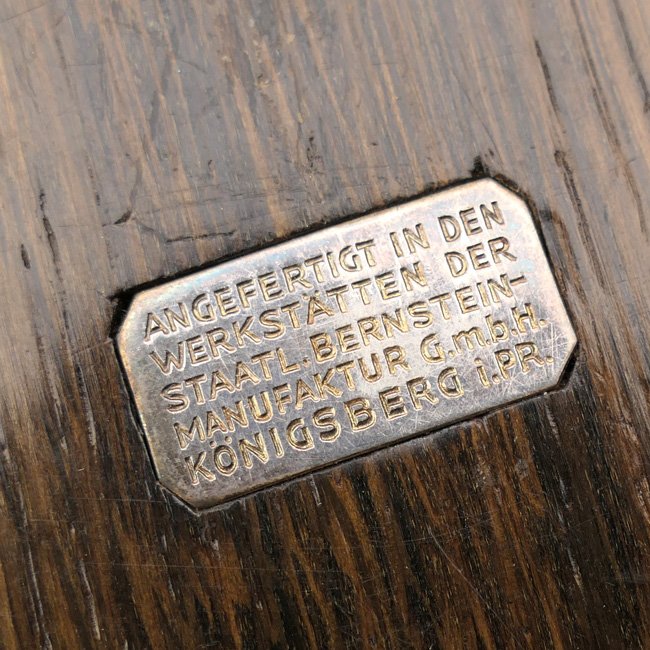 ANGEFERTIGT IN DEN
WERKSTÄTTEN DER
STAATL. BERNSTEIN-
MANUFAKTUR G.m.b.H.
KÖNIGSBERG i.PR.